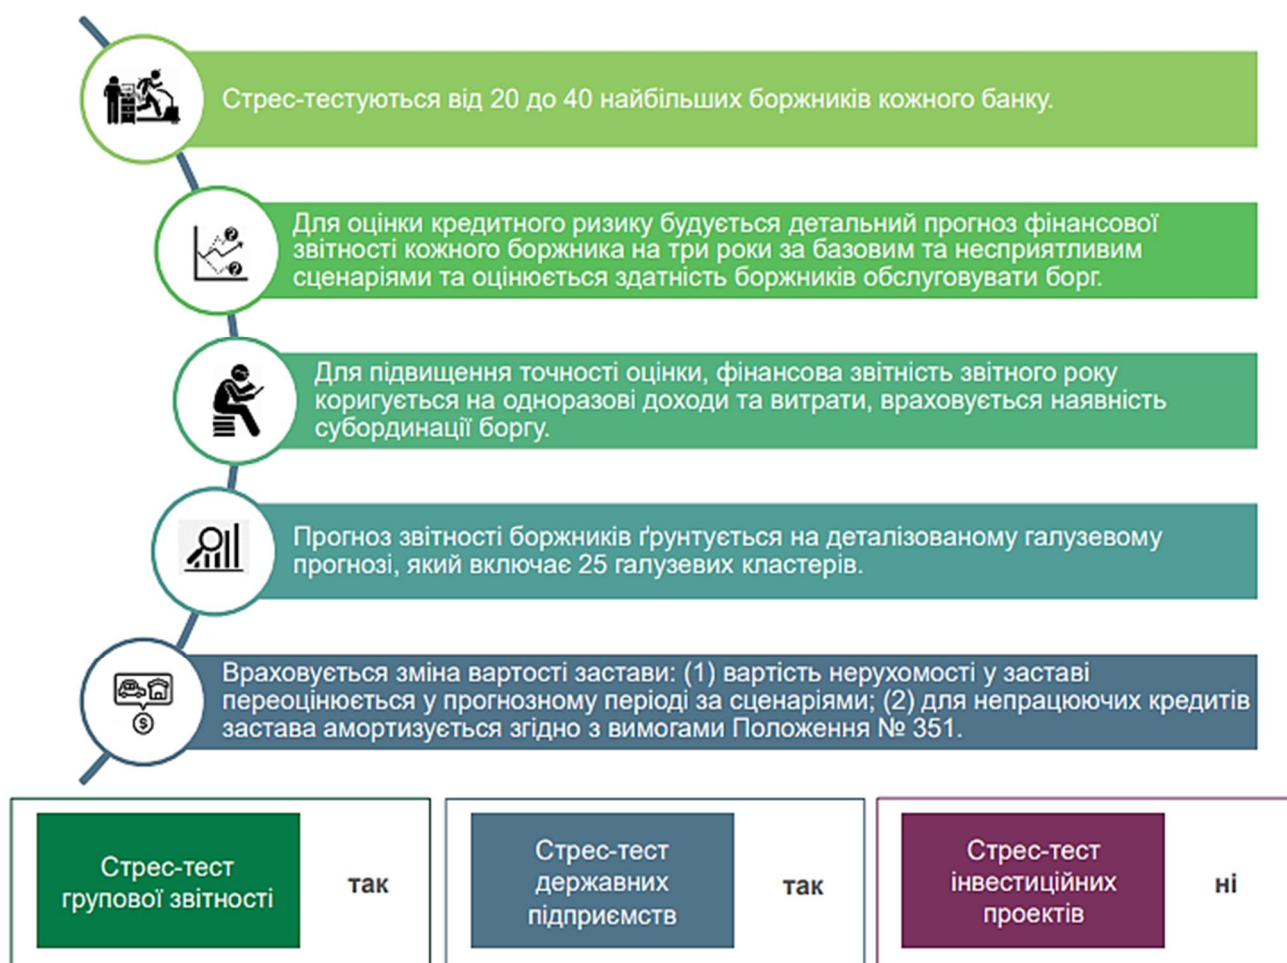 Стрес-тестуються від 20 до 40 найбільших боржників кожного банку.
Для оцінки кредитного ризику будується детальний прогноз фінансової
звітності кожного боржника на три роки за базовим та несприятливим
сценаріями та оцінюється здатність боржників обслуговувати борг.
Для підвищення точності оцінки, фінансова звітність звітного року
коригується на одноразові доходи та витрати, враховується наявність
субординації боргу.
Прогноз звітності боржників ґрунтується на деталізованому галузевому
прогнозі, який включає 25 галузевих кластерів.
Враховується зміна вартості застави: (1) вартість нерухомості у заставі
переоцінюється у прогнозному періоді за сценаріями; (2) для непрацюючих кредитів
застава амортизується згідно з вимогами Положення № 351.
Стрес-тест
групової звітності
так
Стрес-тест
державних
підприємств
так
Стрес-тест
інвестиційних
проектів
ні